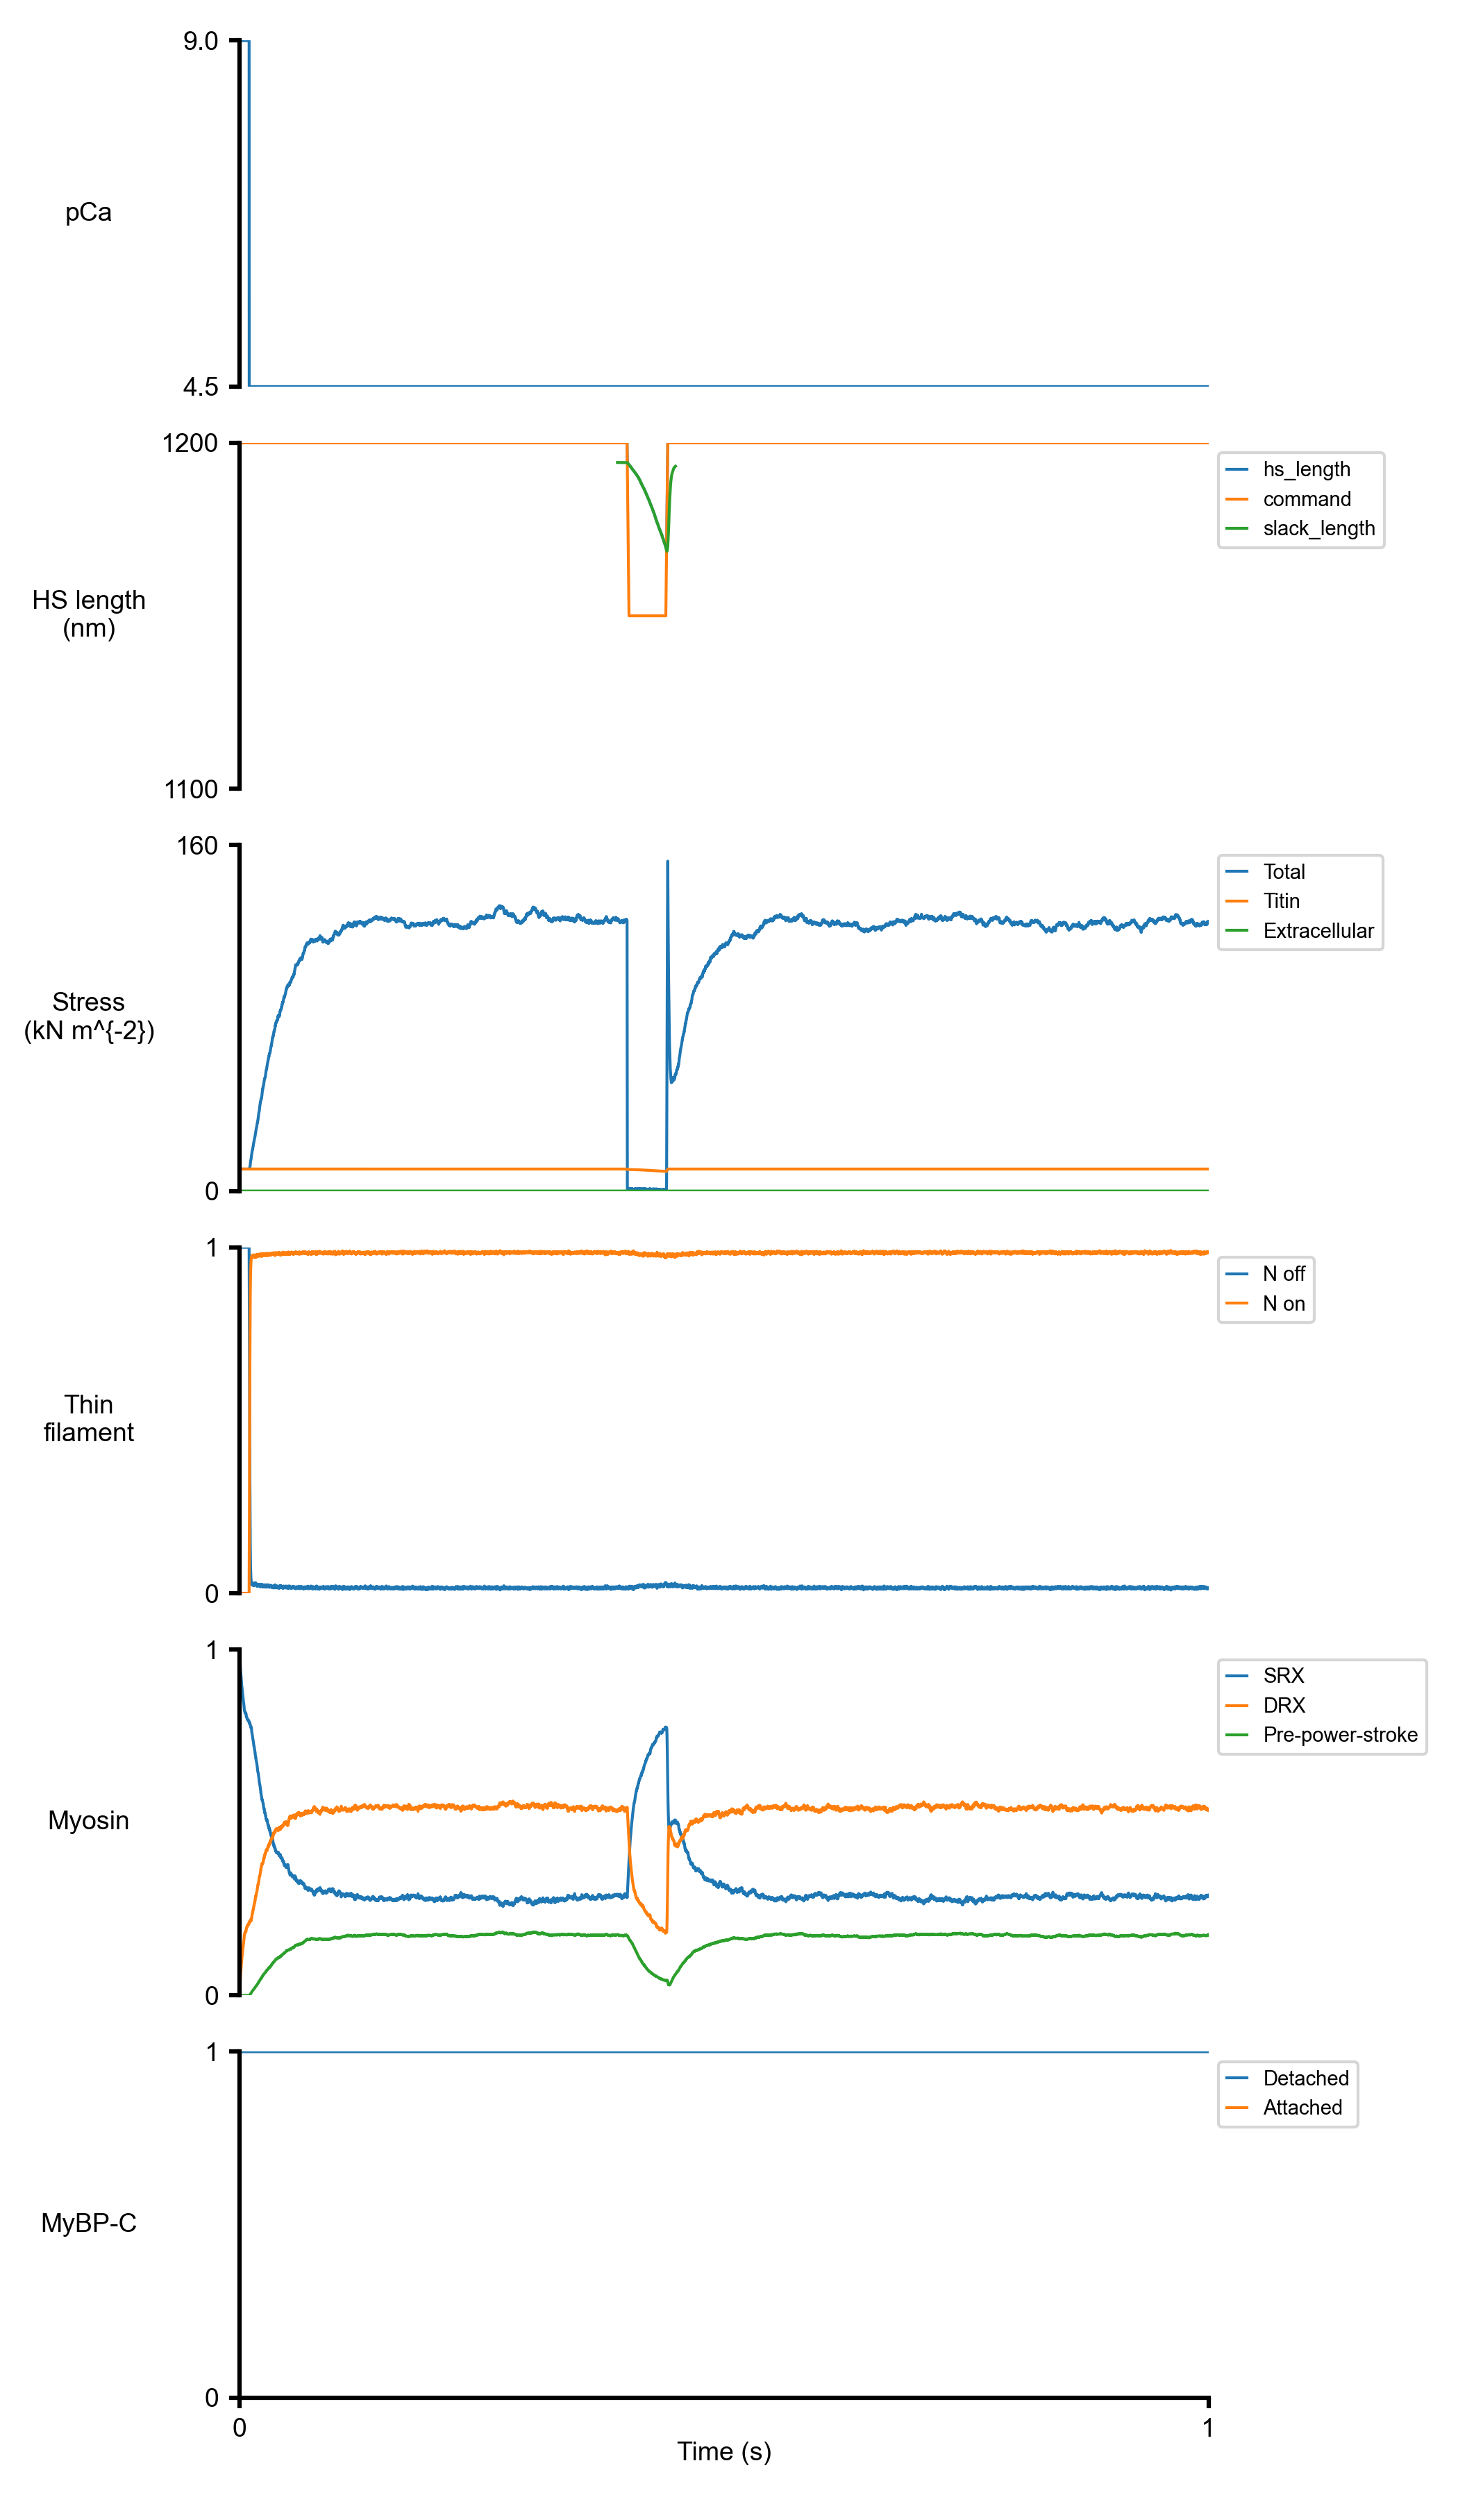 9.0
pCa
4.5
1200
hs_length
command
slack_length
HS length
(nm)
1100
160
Total
Titin
Extracellular
Stress
(kN m^{-2})
0
1
N off
N on
Thin
filament
0
1
SRX
DRX
Pre-power-stroke
Myosin
0
1
Detached
Attached
MyBP-C
0
0 1
Time (s)